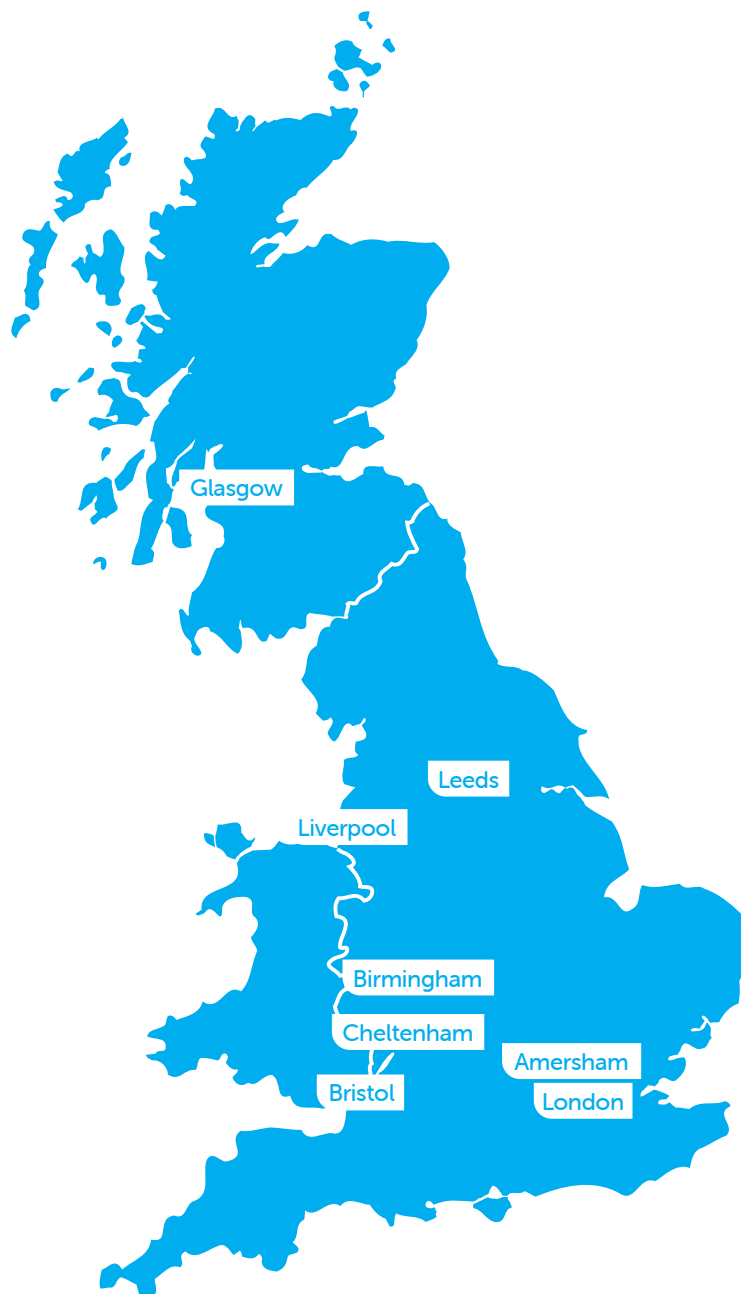 Glasgow
Leeds
Liverpool
Birmingham
Cheltenham
Amersham
Bristol
London